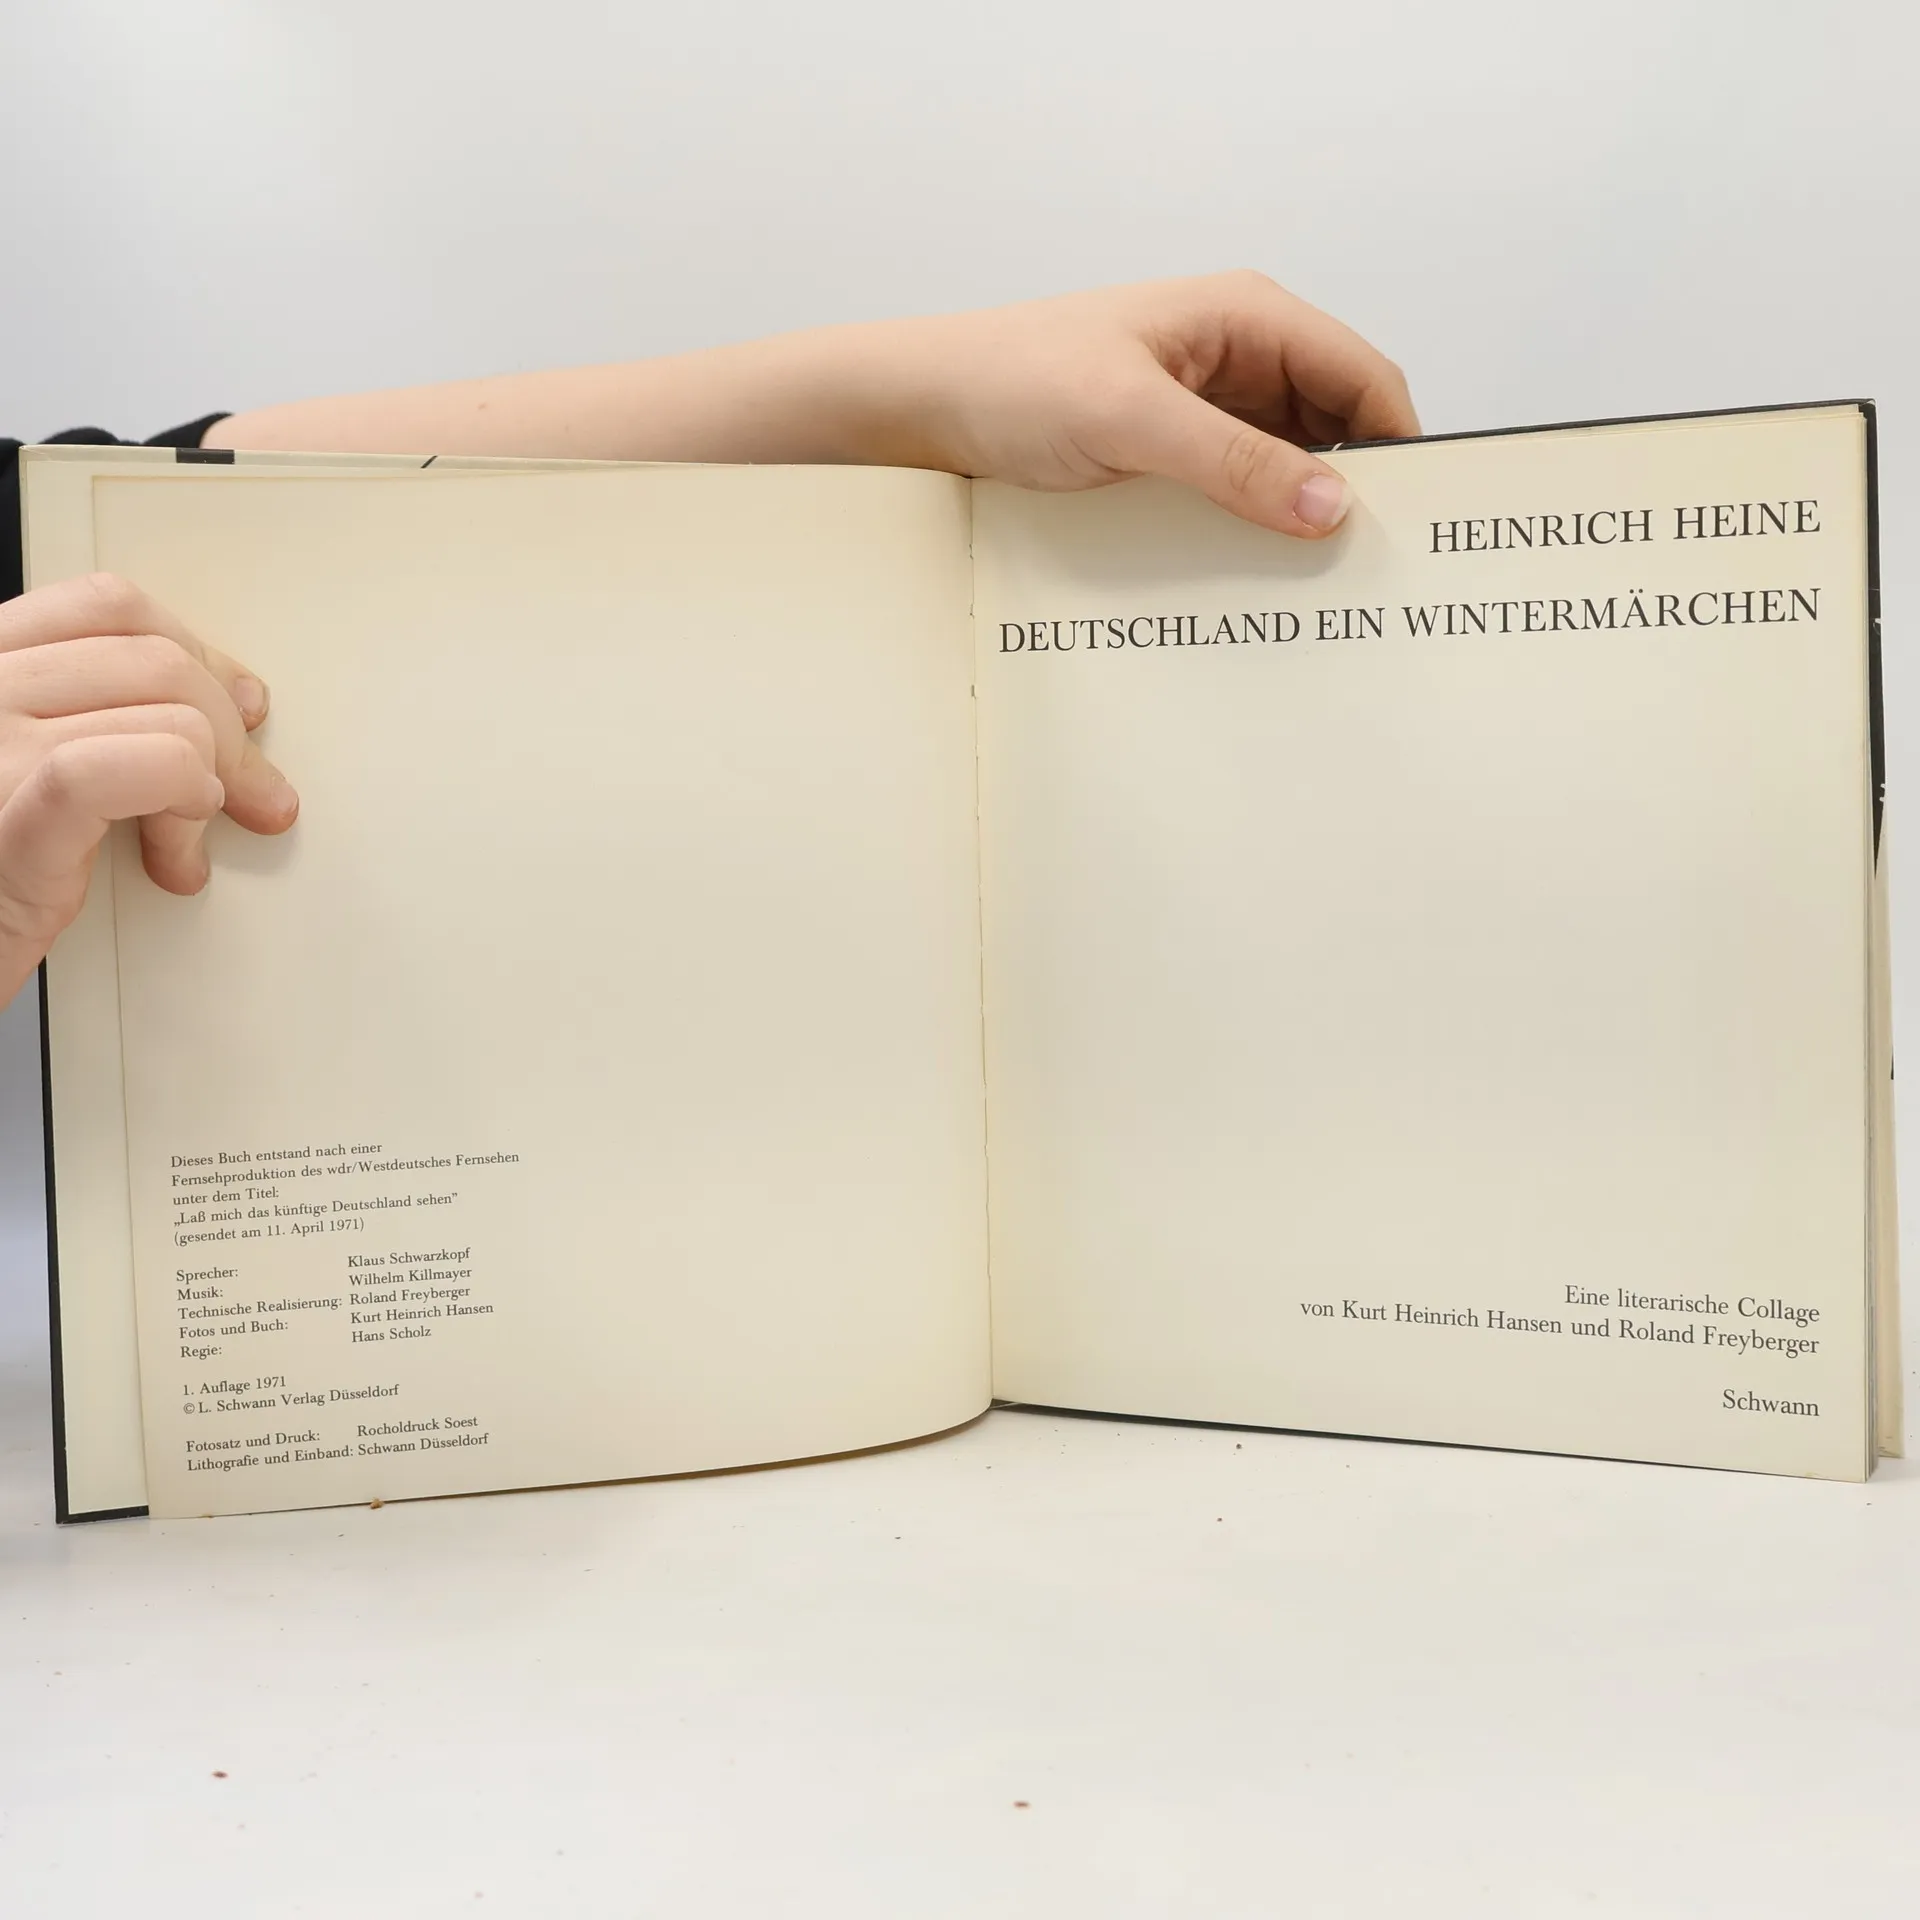 Dieses Buch entstand nach einer
Fernsehproduktion des wdr/Westdeutsches Fernsehen
unter dem Titel:
„Laß mich das künftige Deutschland sehen”
(gesendet am 11. April 1971)
Sprecher: Klaus Schwarzkopf
Musik: Wilhelm Killmayer
Technische Realisierung: Roland Freyberger
Fotos und Buch: Kurt Heinrich Hansen
Regie: Hans Scholz
1. Auflage 1971
© L. Schwann Verlag Düsseldorf
Fotosatz und Druck: Rocholdruck Soest
Lithografie und Einband: Schwann Düsseldorf
HEINRICH HEINE
DEUTSCHLAND EIN WINTERMÄRCHEN
Eine literarische Collage
von Kurt Heinrich Hansen und Roland Freyberger
Schwann